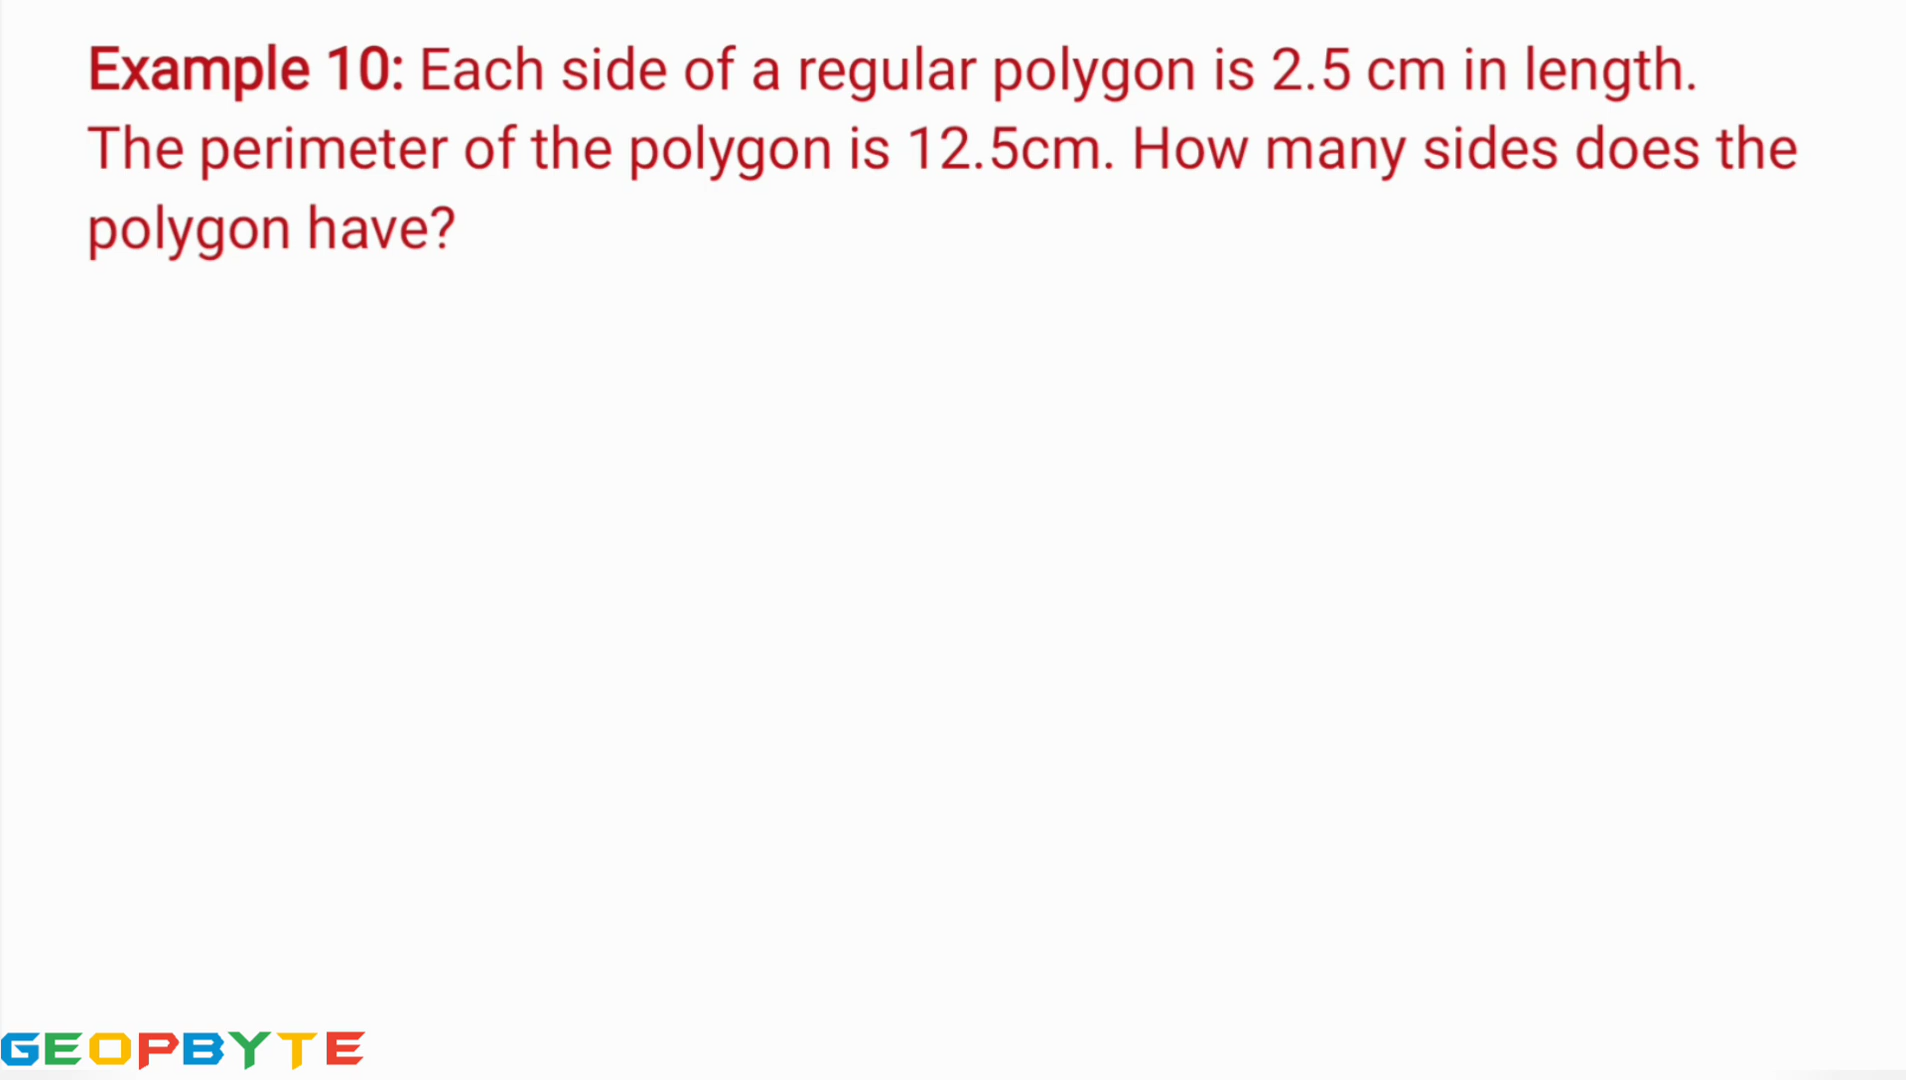 Example 10: Each side of a regular polygon is 2.5 cm in length.
The perimeter of the polygon is 12.5cm. How many sides does the
polygon have?
GEOPBYTE